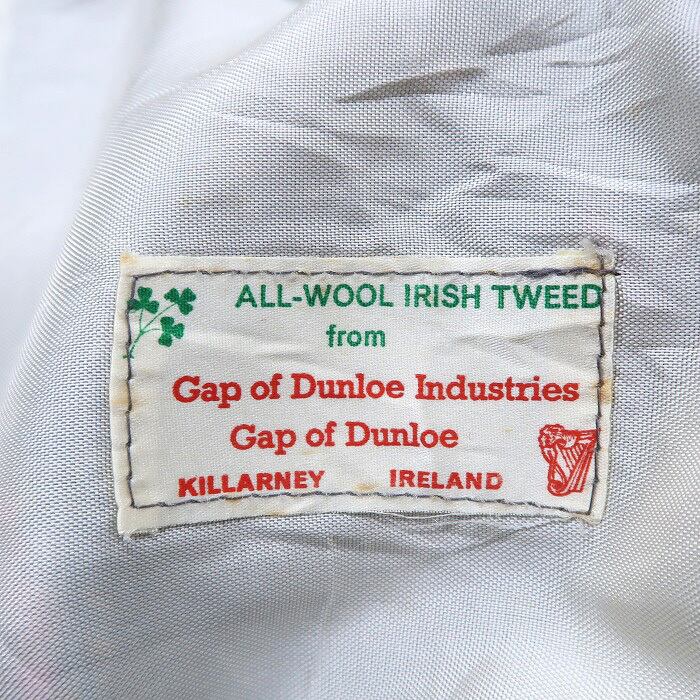 ALL-WOOL IRISH TWEED
from
Gap of Dunloe Industries
Gap of Dunloe
KILLARNEY IRELAND